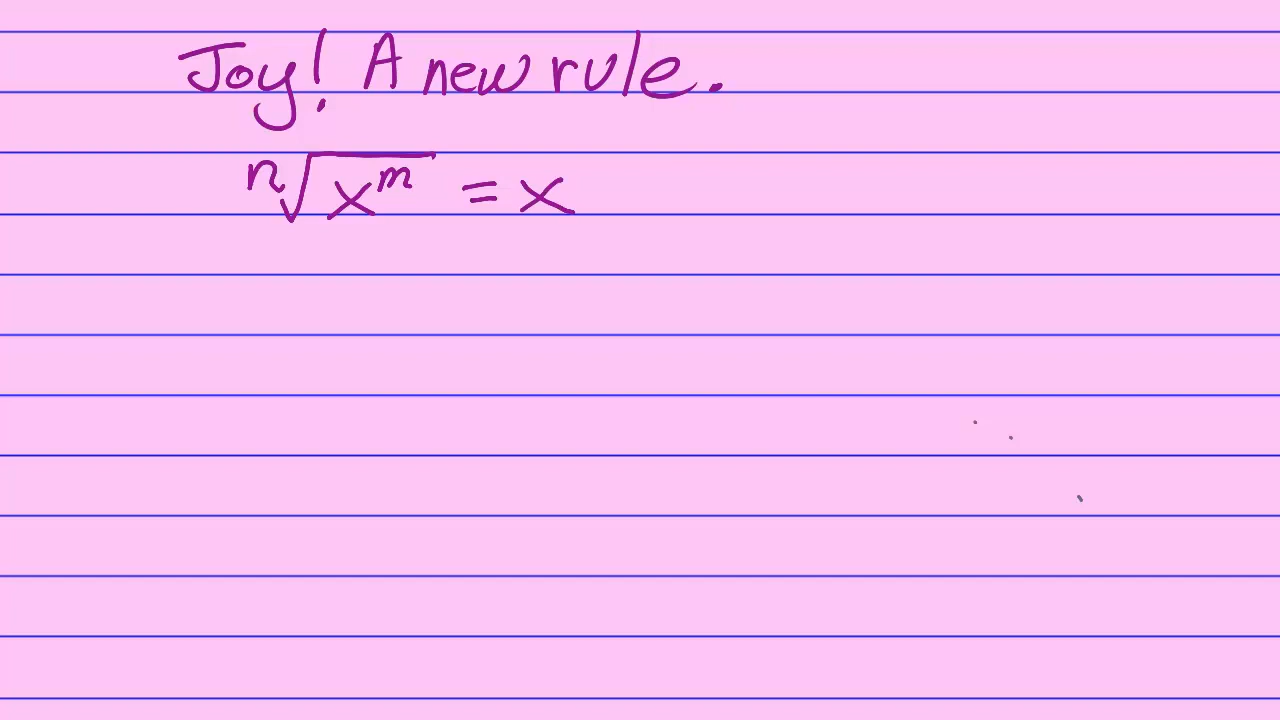 Joy! A new rule.
ⁿ√(xᵐ) = x